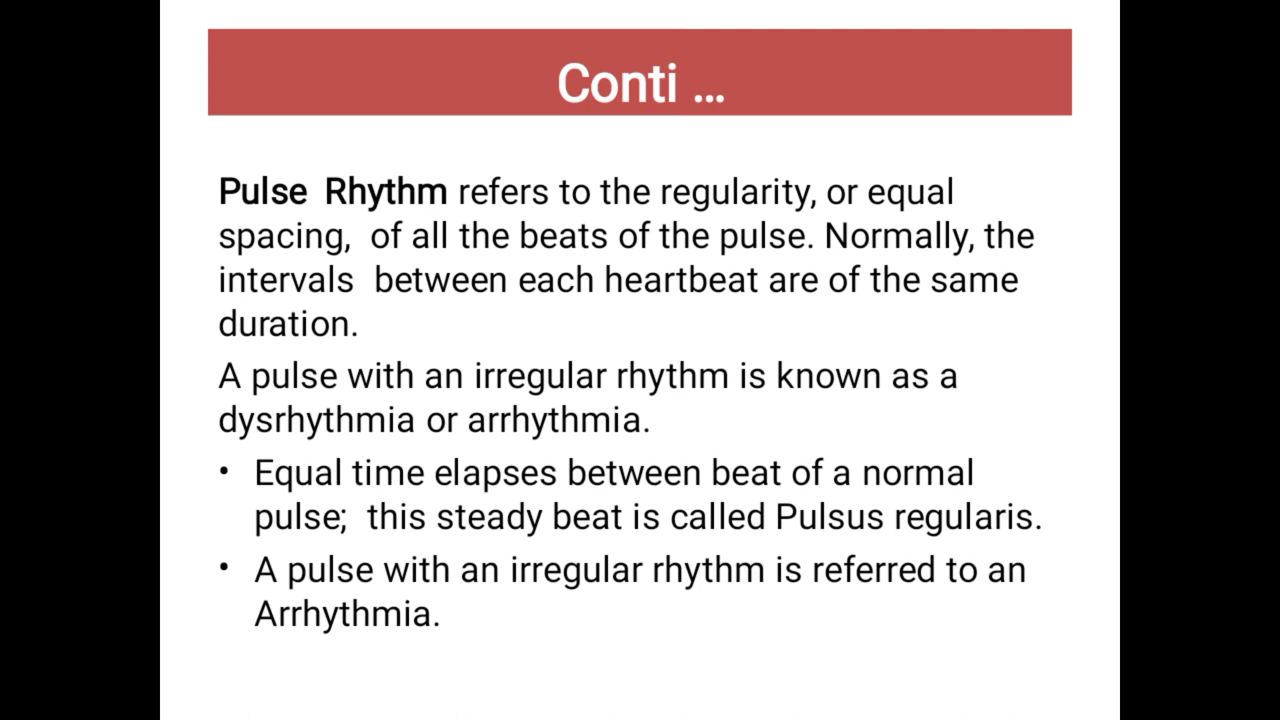 Conti ...
Pulse  Rhythm refers to the regularity, or equal
spacing,  of all the beats of the pulse. Normally, the
intervals  between each heartbeat are of the same
duration.
A pulse with an irregular rhythm is known as a
dysrhythmia or arrhythmia.
• Equal time elapses between beat of a normal
pulse;  this steady beat is called Pulsus regularis.
• A pulse with an irregular rhythm is referred to an
Arrhythmia.